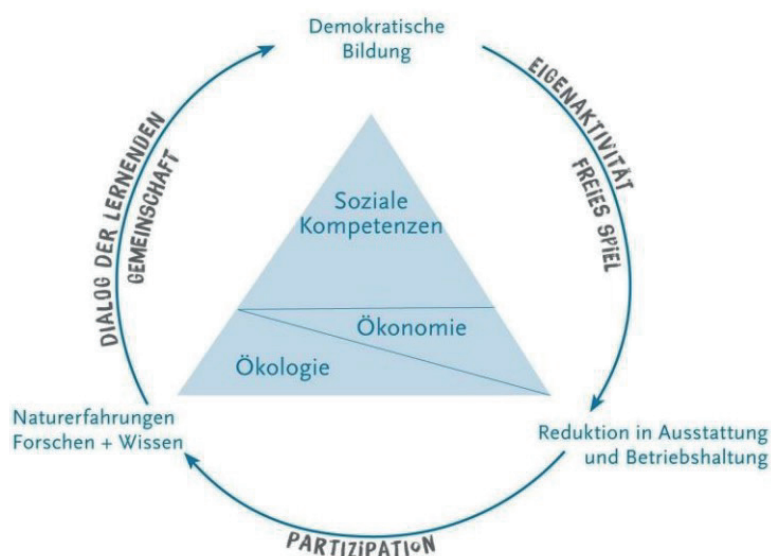 Demokratische
Bildung
EIGENAKTIVITÄT
FREIES SPIEL
DIALOG DER LERNENDEN
GEMEINSCHAFT
Soziale
Kompetenzen
Ökonomie
Ökologie
Naturerfahrungen
Forschen + Wissen
Reduktion in Ausstattung
und Betriebshaltung
PARTIZIPATION